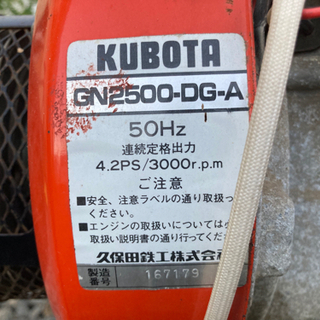 KUBOTA
GN2500-DG-A
50Hz
連続定格出力
4.2PS/3000r.p.m
ご注意
■安全、注意ラベルの通り取扱っ
てください。
■エンジンの取扱いについては
取扱い説明書の通り行ってくだ
久保田鉄工株式会
製造
番号 167179